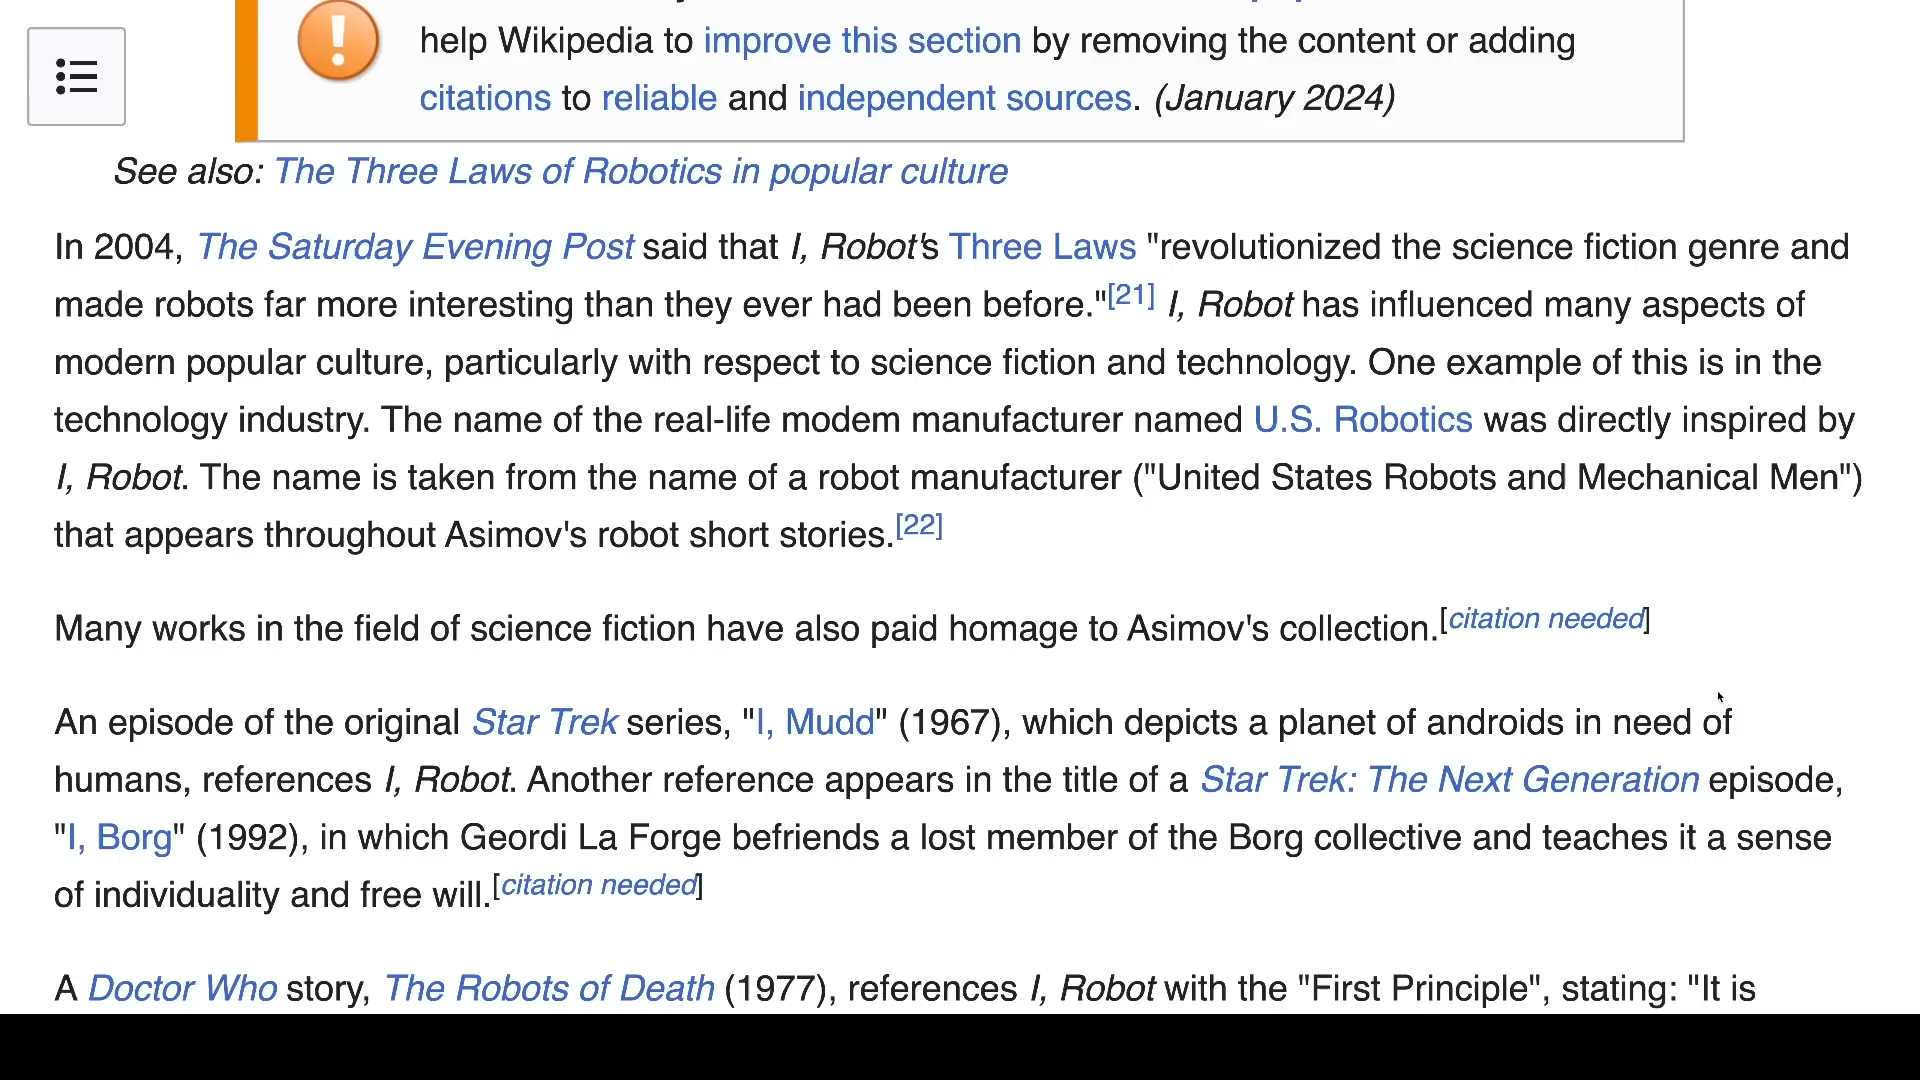 help Wikipedia to improve this section by removing the content or adding
citations to reliable and independent sources. (January 2024)
See also: The Three Laws of Robotics in popular culture
In 2004, The Saturday Evening Post said that I, Robot's Three Laws "revolutionized the science fiction genre and
made robots far more interesting than they ever had been before."[21] I, Robot has influenced many aspects of
modern popular culture, particularly with respect to science fiction and technology. One example of this is in the
technology industry. The name of the real-life modem manufacturer named U.S. Robotics was directly inspired by
I, Robot. The name is taken from the name of a robot manufacturer ("United States Robots and Mechanical Men")
that appears throughout Asimov's robot short stories.[22]
Many works in the field of science fiction have also paid homage to Asimov's collection.[citation needed]
An episode of the original Star Trek series, "I, Mudd" (1967), which depicts a planet of androids in need of
humans, references I, Robot. Another reference appears in the title of a Star Trek: The Next Generation episode,
"I, Borg" (1992), in which Geordi La Forge befriends a lost member of the Borg collective and teaches it a sense
of individuality and free will.[citation needed]
A Doctor Who story, The Robots of Death (1977), references I, Robot with the "First Principle", stating: "It is